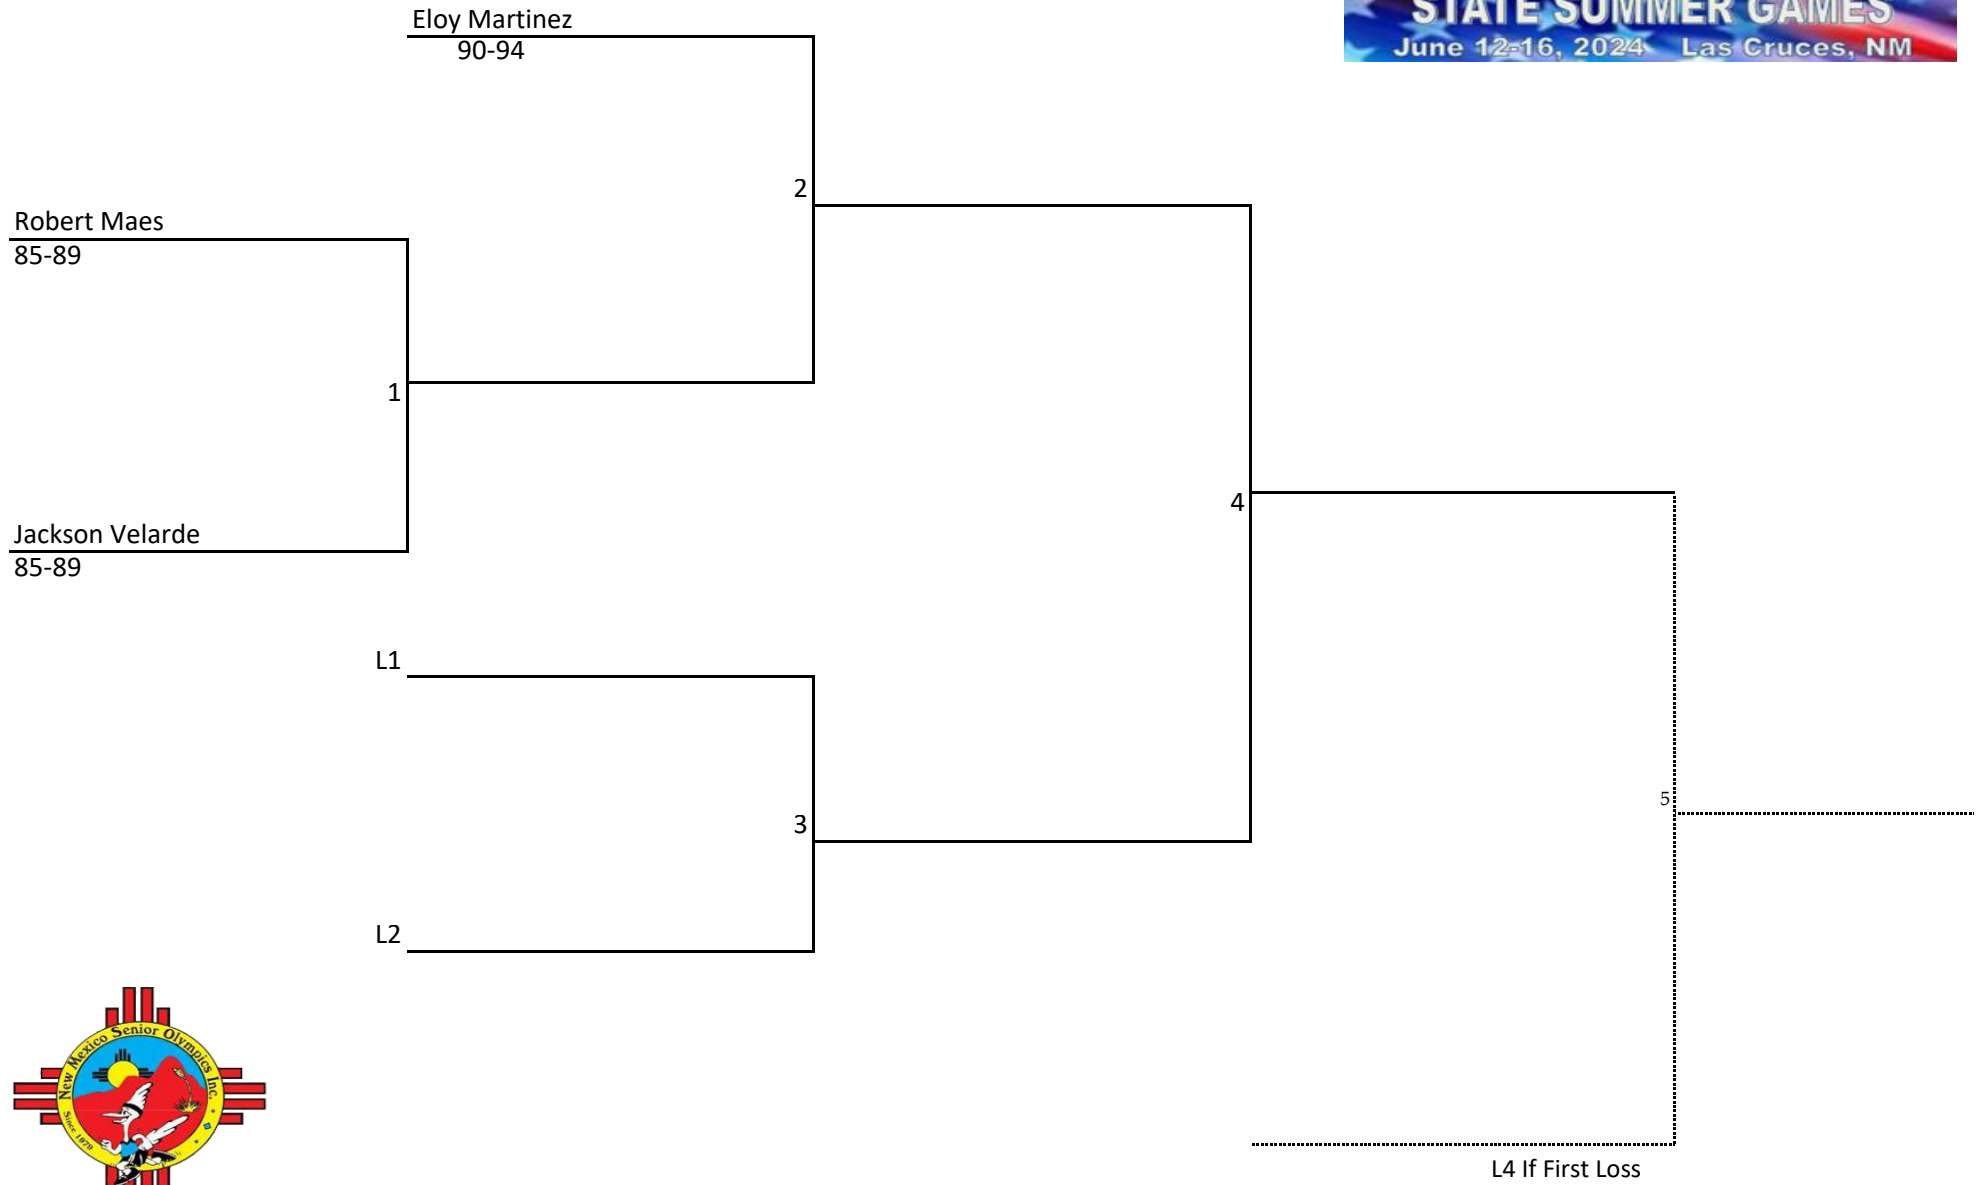 Eloy Martinez
90-94
STATE SUMMER GAMES
June 12-16, 2024 Las Cruces, NM
2
Robert Maes
85-89
1
4
Jackson Velarde
85-89
L1
5
3
L2
New Mexico Senior Olympics Inc.
Since 1979
L4 If First Loss